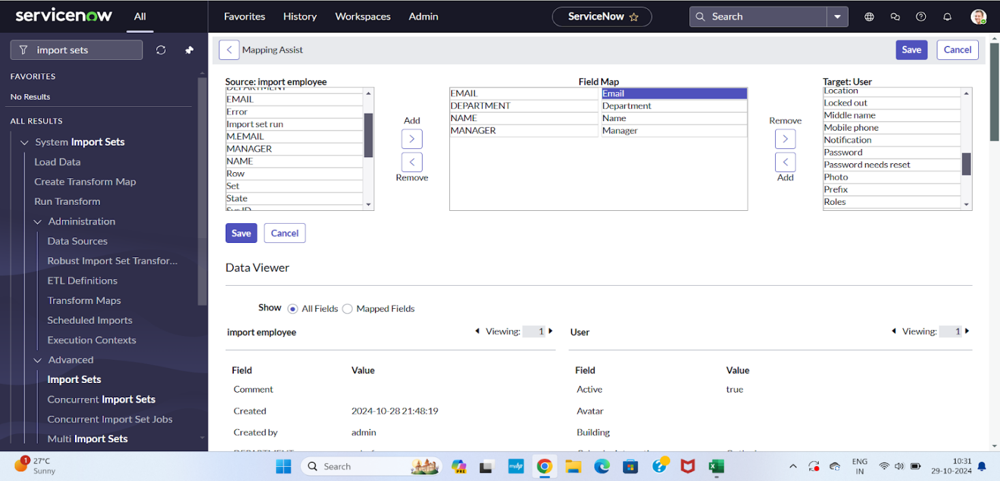 servicenow All Favorites History Workspaces Admin ServiceNow Search
import sets
FAVORITES
No Results
ALL RESULTS
System Import Sets
Load Data
Create Transform Map
Run Transform
Administration
Data Sources
Robust Import Set Transfor...
ETL Definitions
Transform Maps
Scheduled Imports
Execution Contexts
Advanced
Import Sets
Concurrent Import Sets
Concurrent Import Set Jobs
Multi Import Sets
Mapping Assist
Save Cancel
Source: import employee
DEPARTMENT
EMAIL
Error
Import set run
M.EMAIL
MANAGER
NAME
Row
Set
State
Sys ID
Add
Remove
Field Map
EMAIL Email
DEPARTMENT Department
NAME Name
MANAGER Manager
Remove
Add
Target: User
Location
Locked out
Middle name
Mobile phone
Notification
Password
Password needs reset
Photo
Prefix
Roles
Save Cancel
Data Viewer
Show All Fields Mapped Fields
import employee Viewing: 1
Field Value
Comment
Created 2024-10-28 21:48:19
Created by admin
User Viewing: 1
Field Value
Active true
Avatar
Building
1
27°C
Sunny
Search
PRE
myhp
ENG
IN
10:31
29-10-2024